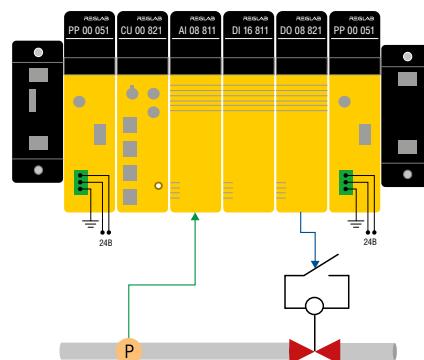 REGLAB REGLAB REGLAB REGLAB REGLAB REGLAB
PP 00 051 CU 00 821 AI 08 811 DI 16 811 DO 08 821 PP 00 051
24В 24В
P